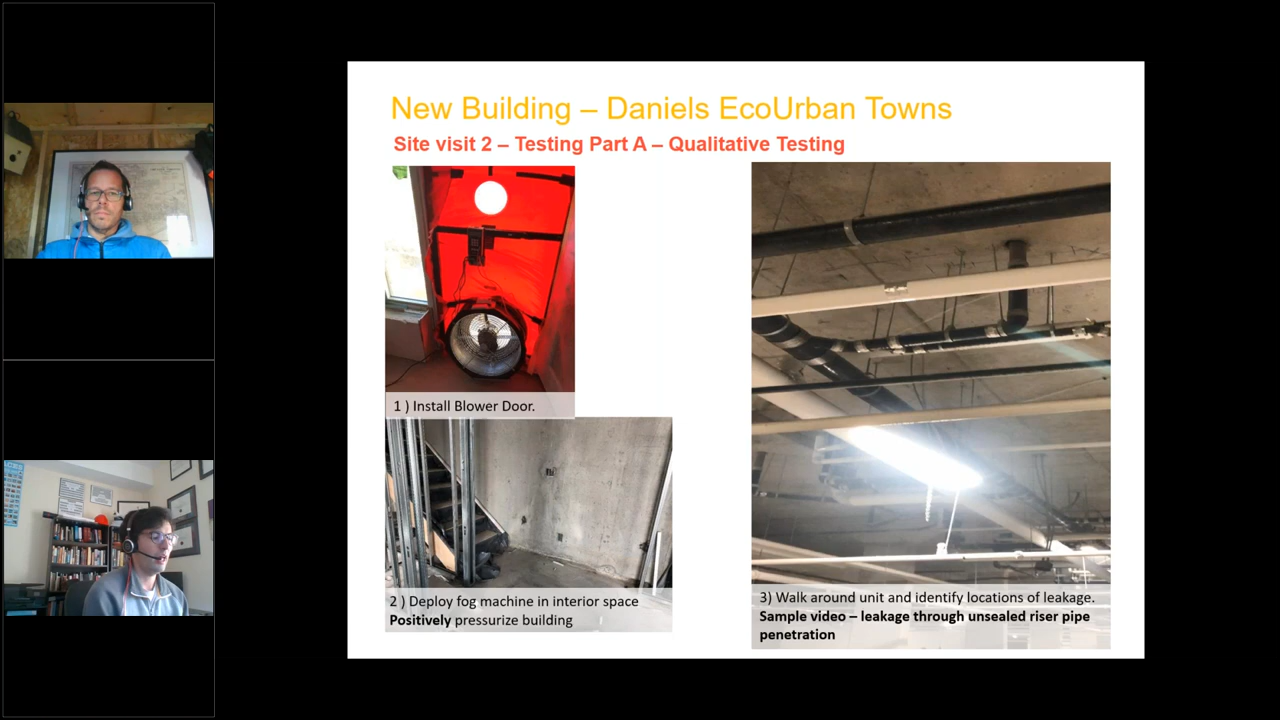 New Building – Daniels EcoUrban Towns
Site visit 2 – Testing Part A – Qualitative Testing
1 ) Install Blower Door.
2 ) Deploy fog machine in interior space
Positively pressurize building
3) Walk around unit and identify locations of leakage.
Sample video – leakage through unsealed riser pipe
penetration